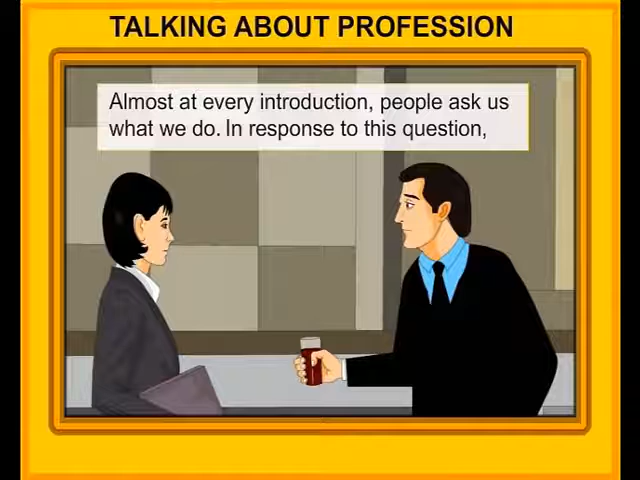 TALKING ABOUT PROFESSION
Almost at every introduction, people ask us
what we do. In response to this question,